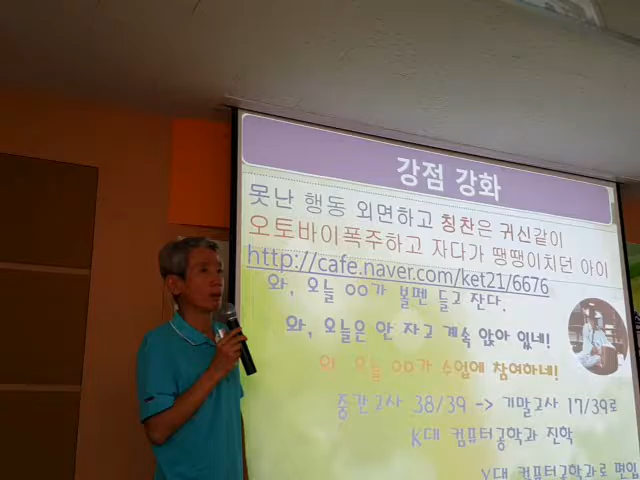 강점 강화
못난 행동 외면하고 칭찬은 귀신같이
오토바이폭주하고 자다가 땡땡이치던 아이
http://cafe.naver.com/ket21/6676
와, 오늘 00가 볼펜 들고 잔다.
와, 오늘은 안 자고 계속 앉아 있네!
와, 오늘 00가 수업에 참여하네!
중간고사 38/39 -> 기말고사 17/39로
K대 컴퓨터공학과 진학
Y대 컴퓨터공학과로 편입